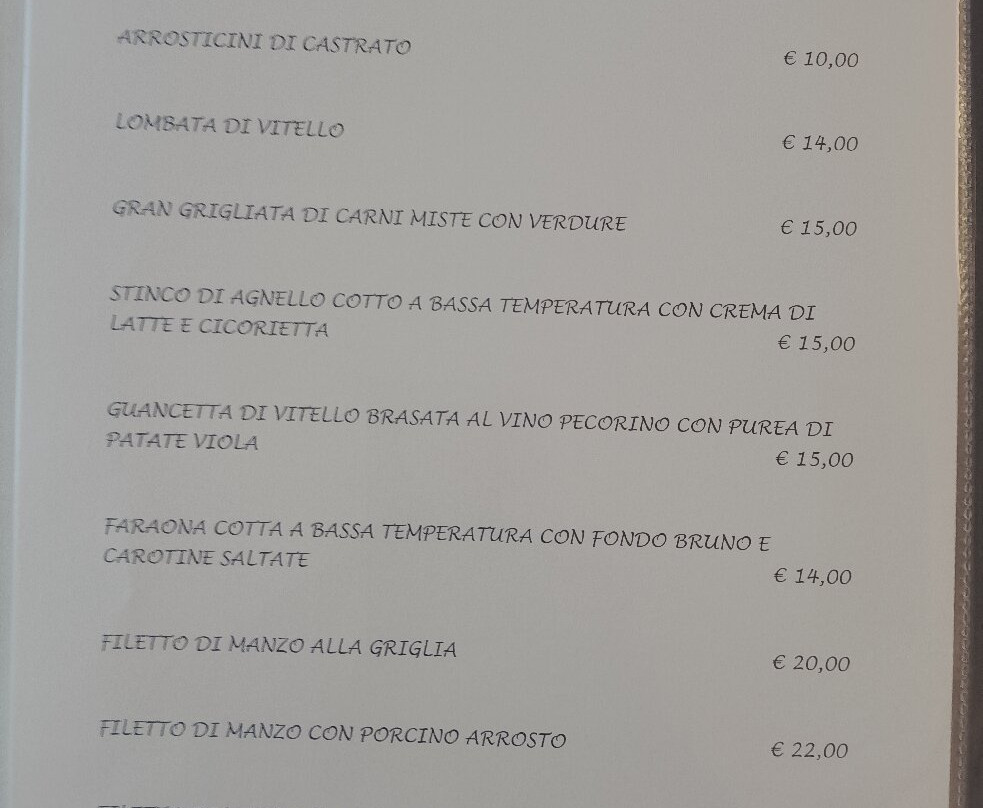 ARROSTICINI DI CASTRATO
€ 10,00
LOMBATA DI VITELLO
€ 14,00
GRAN GRIGLIATA DI CARNI MISTE CON VERDURE
€ 15,00
STINCO DI AGNELLO COTTO A BASSA TEMPERATURA CON CREMA DI
LATTE E CICORIETTA
€ 15,00
GUANCETTA DI VITELLO BRASATA AL VINO PECORINO CON PUREA DI
PATATE VIOLA
€ 15,00
FARAONA COTTA A BASSA TEMPERATURA CON FONDO BRUNO E
CAROTINE SALTATE
€ 14,00
FILETTO DI MANZO ALLA GRIGLIA
€ 20,00
FILETTO DI MANZO CON PORCINO ARROSTO
€ 22,00